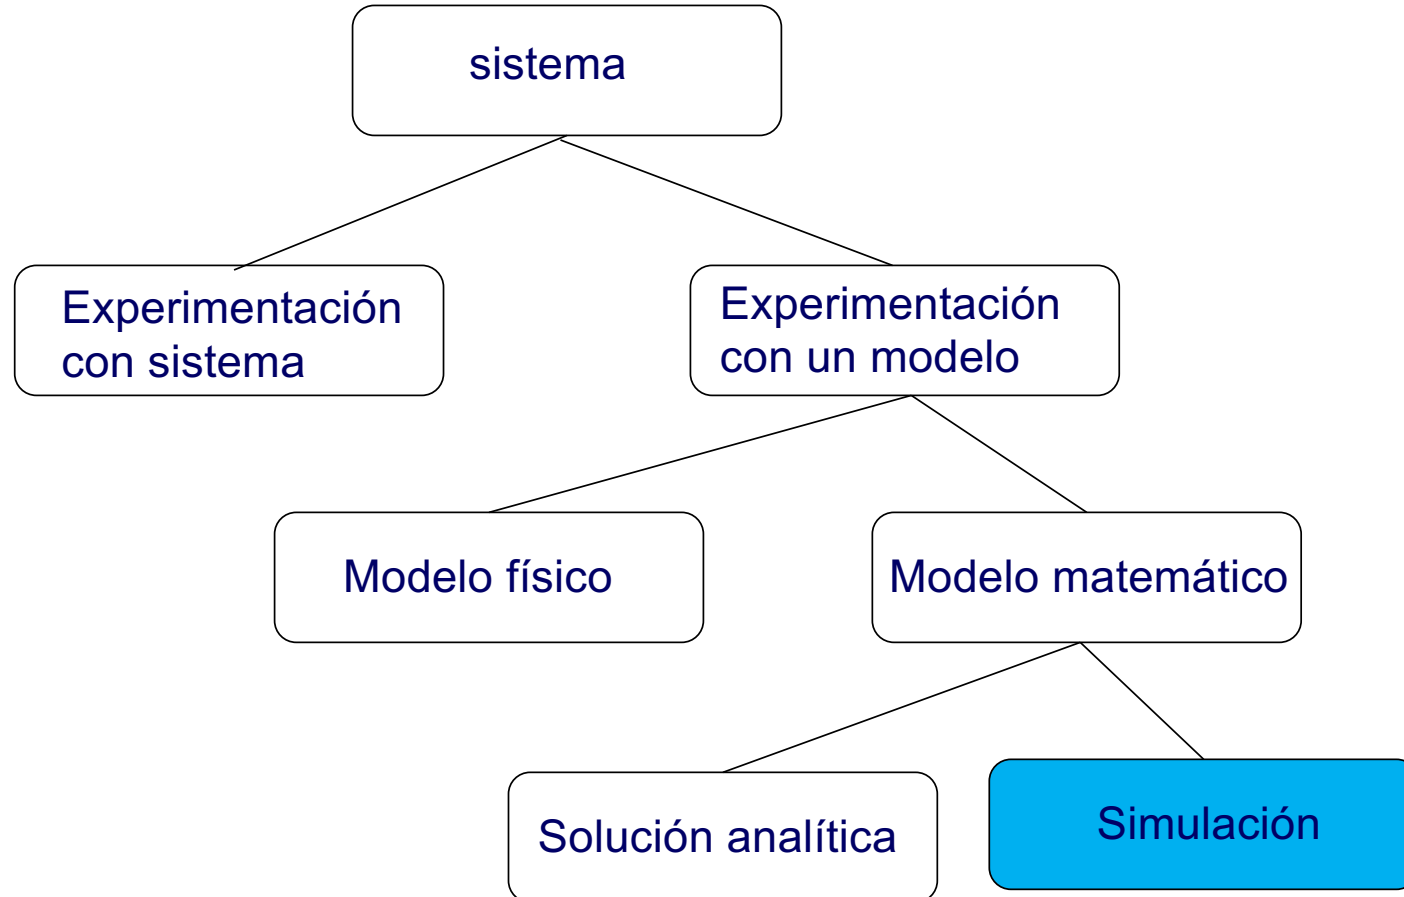 sistema
Experimentación
con sistema
Experimentación
con un modelo
Modelo físico
Modelo matemático
Solución analítica
Simulación